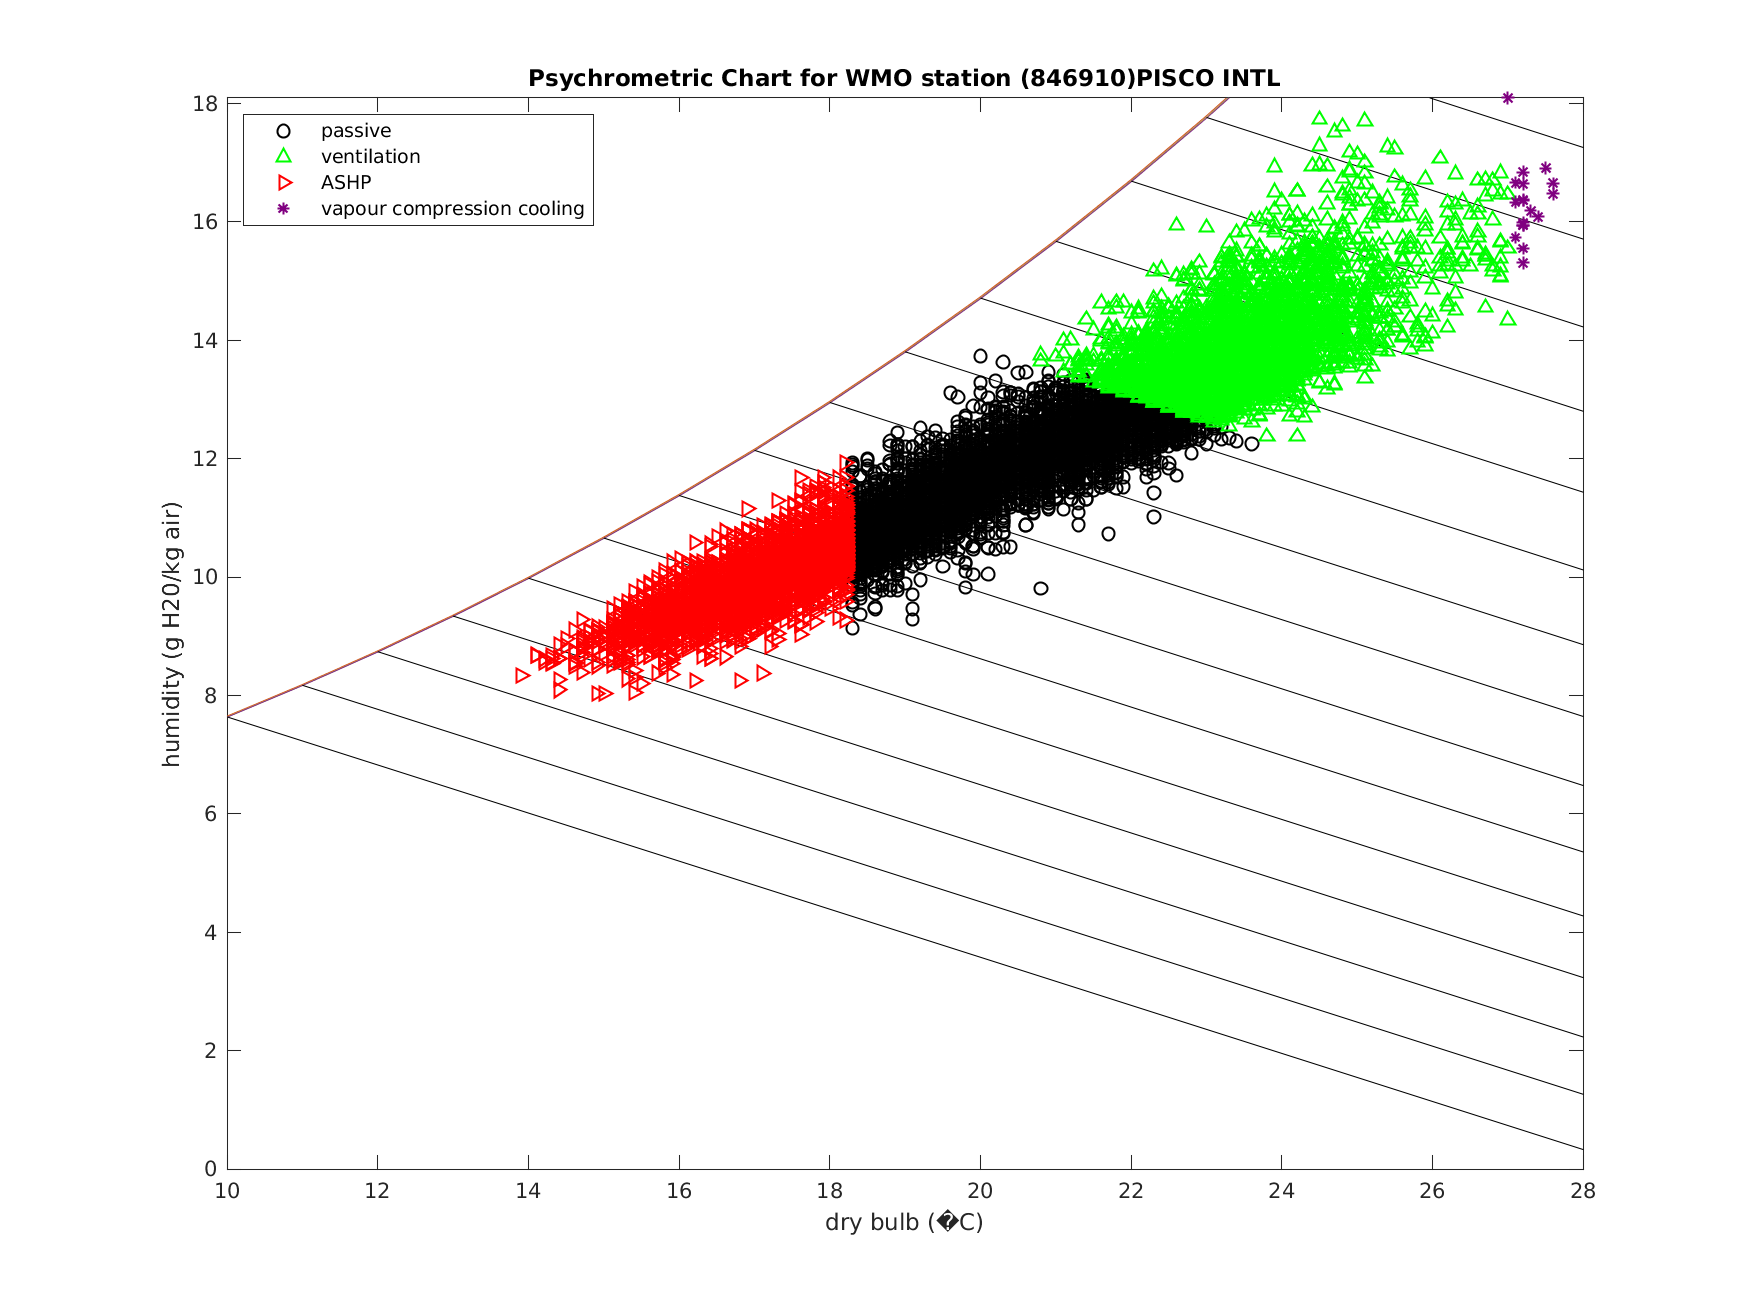 Psychrometric Chart for WMO station (846910)PISCO INTL
passive
ventilation
ASHP
vapour compression cooling
humidity (g H20/kg air)
18
16
14
12
10
8
6
4
2
0
10 12 14 16 18 20 22 24 26 28
dry bulb (�C)